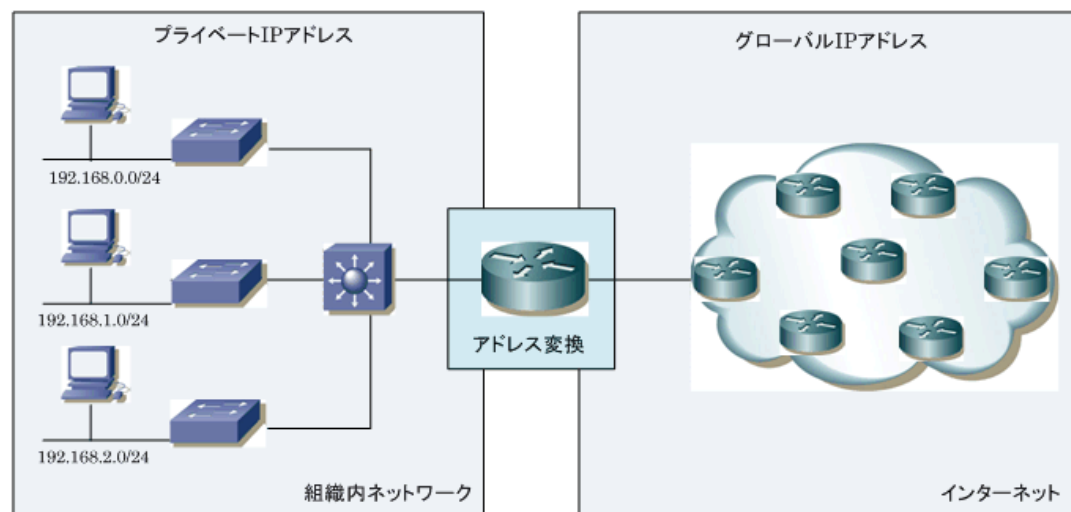 プライベートIPアドレス
グローバルIPアドレス
192.168.0.0/24
192.168.1.0/24
アドレス変換
192.168.2.0/24
組織内ネットワーク
インターネット